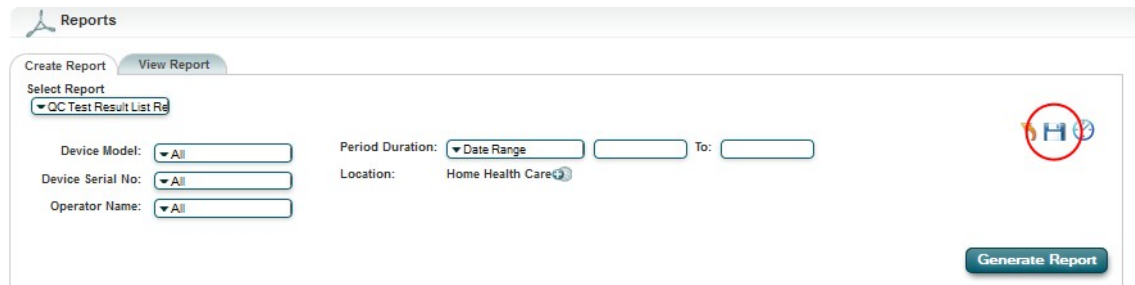 Reports
Create Report View Report
Select Report
QC Test Result List Re
Device Model: All Period Duration: Date Range To:
Device Serial No: All Location: Home Health Care
Operator Name: All
Generate Report